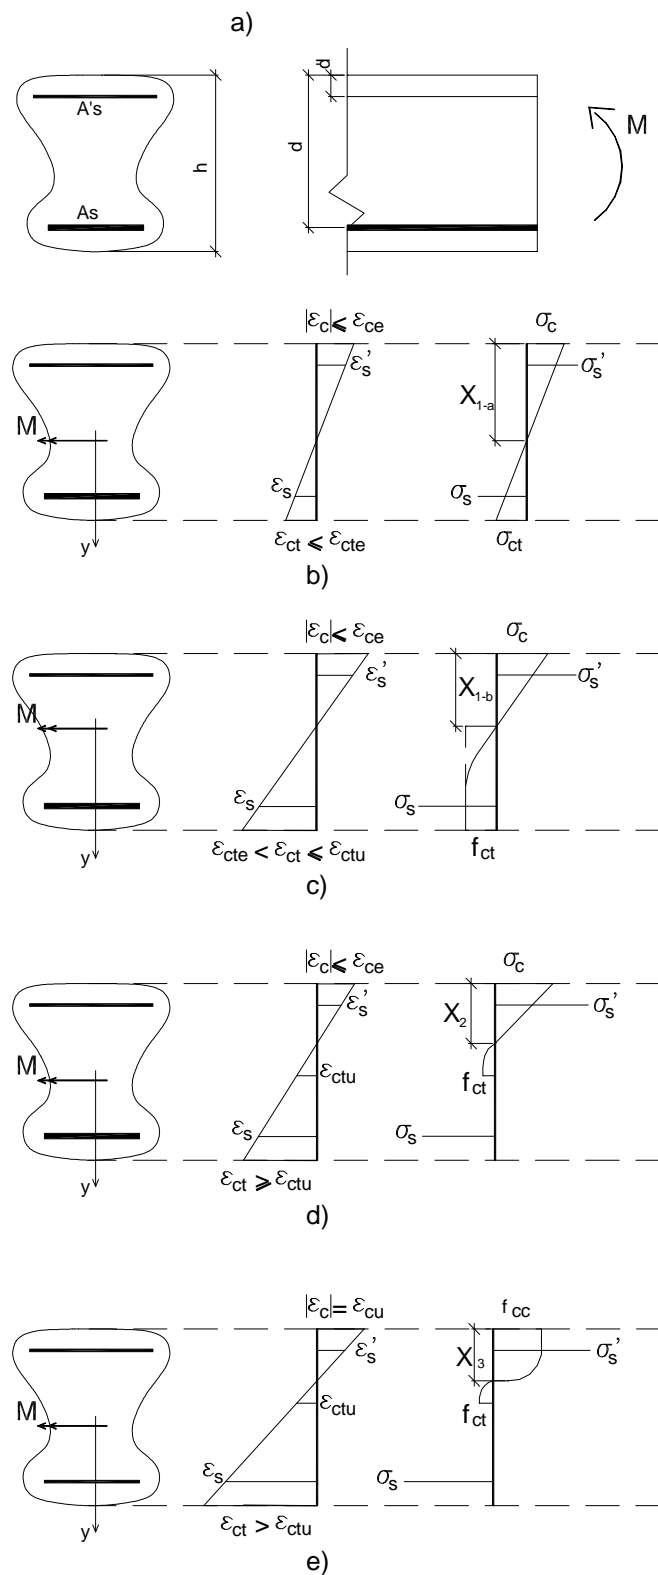 a)
A's
As
h
d
d
M
|εc| ⩽ εce
εs'
εs
εct ⩽ εcte
σc
σs'
X1-a
σs
σct
M
y
b)
|εc| ⩽ εce
εs'
εs
εcte < εct ⩽ εctu
σc
σs'
X1-b
σs
fct
M
y
c)
|εc| ⩽ εce
εs'
εctu
εs
εct ⩾ εctu
σc
σs'
X2
fct
σs
M
y
d)
|εc| = εcu
εs'
εctu
εs
εct > εctu
fcc
σs'
X3
fct
σs
M
y
e)